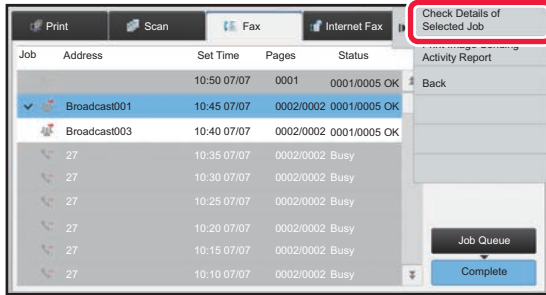 Print Scan Fax Internet Fax
Check Details of
Selected Job
Print Image Sending
Activity Report
Back
Job Address Set Time Pages Status
10:50 07/07 0001 0001/0005 OK
Broadcast001 10:45 07/07 0002/0002 0001/0005 OK
Broadcast003 10:40 07/07 0002/0002 0001/0005 OK
27 10:35 07/07 0002/0002 Busy
27 10:30 07/07 0002/0002 Busy
27 10:25 07/07 0002/0002 Busy
27 10:20 07/07 0002/0002 Busy
27 10:15 07/07 0002/0002 Busy
27 10:10 07/07 0002/0002 Busy
Job Queue
Complete